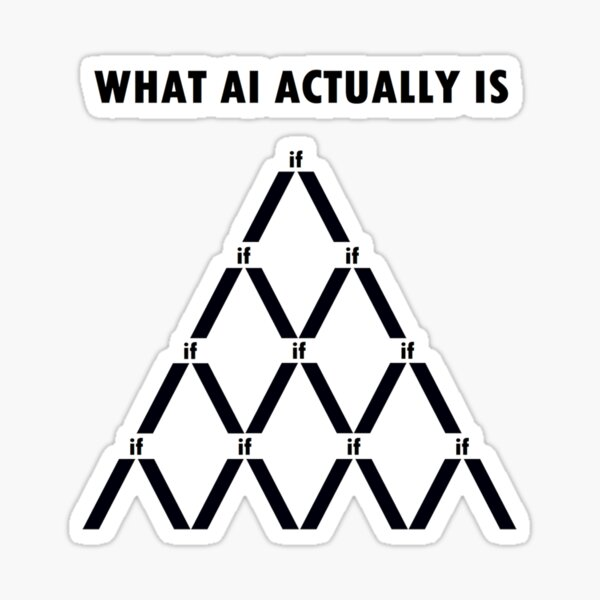 WHAT AI ACTUALLY IS
if
if if
if if if
if if if if